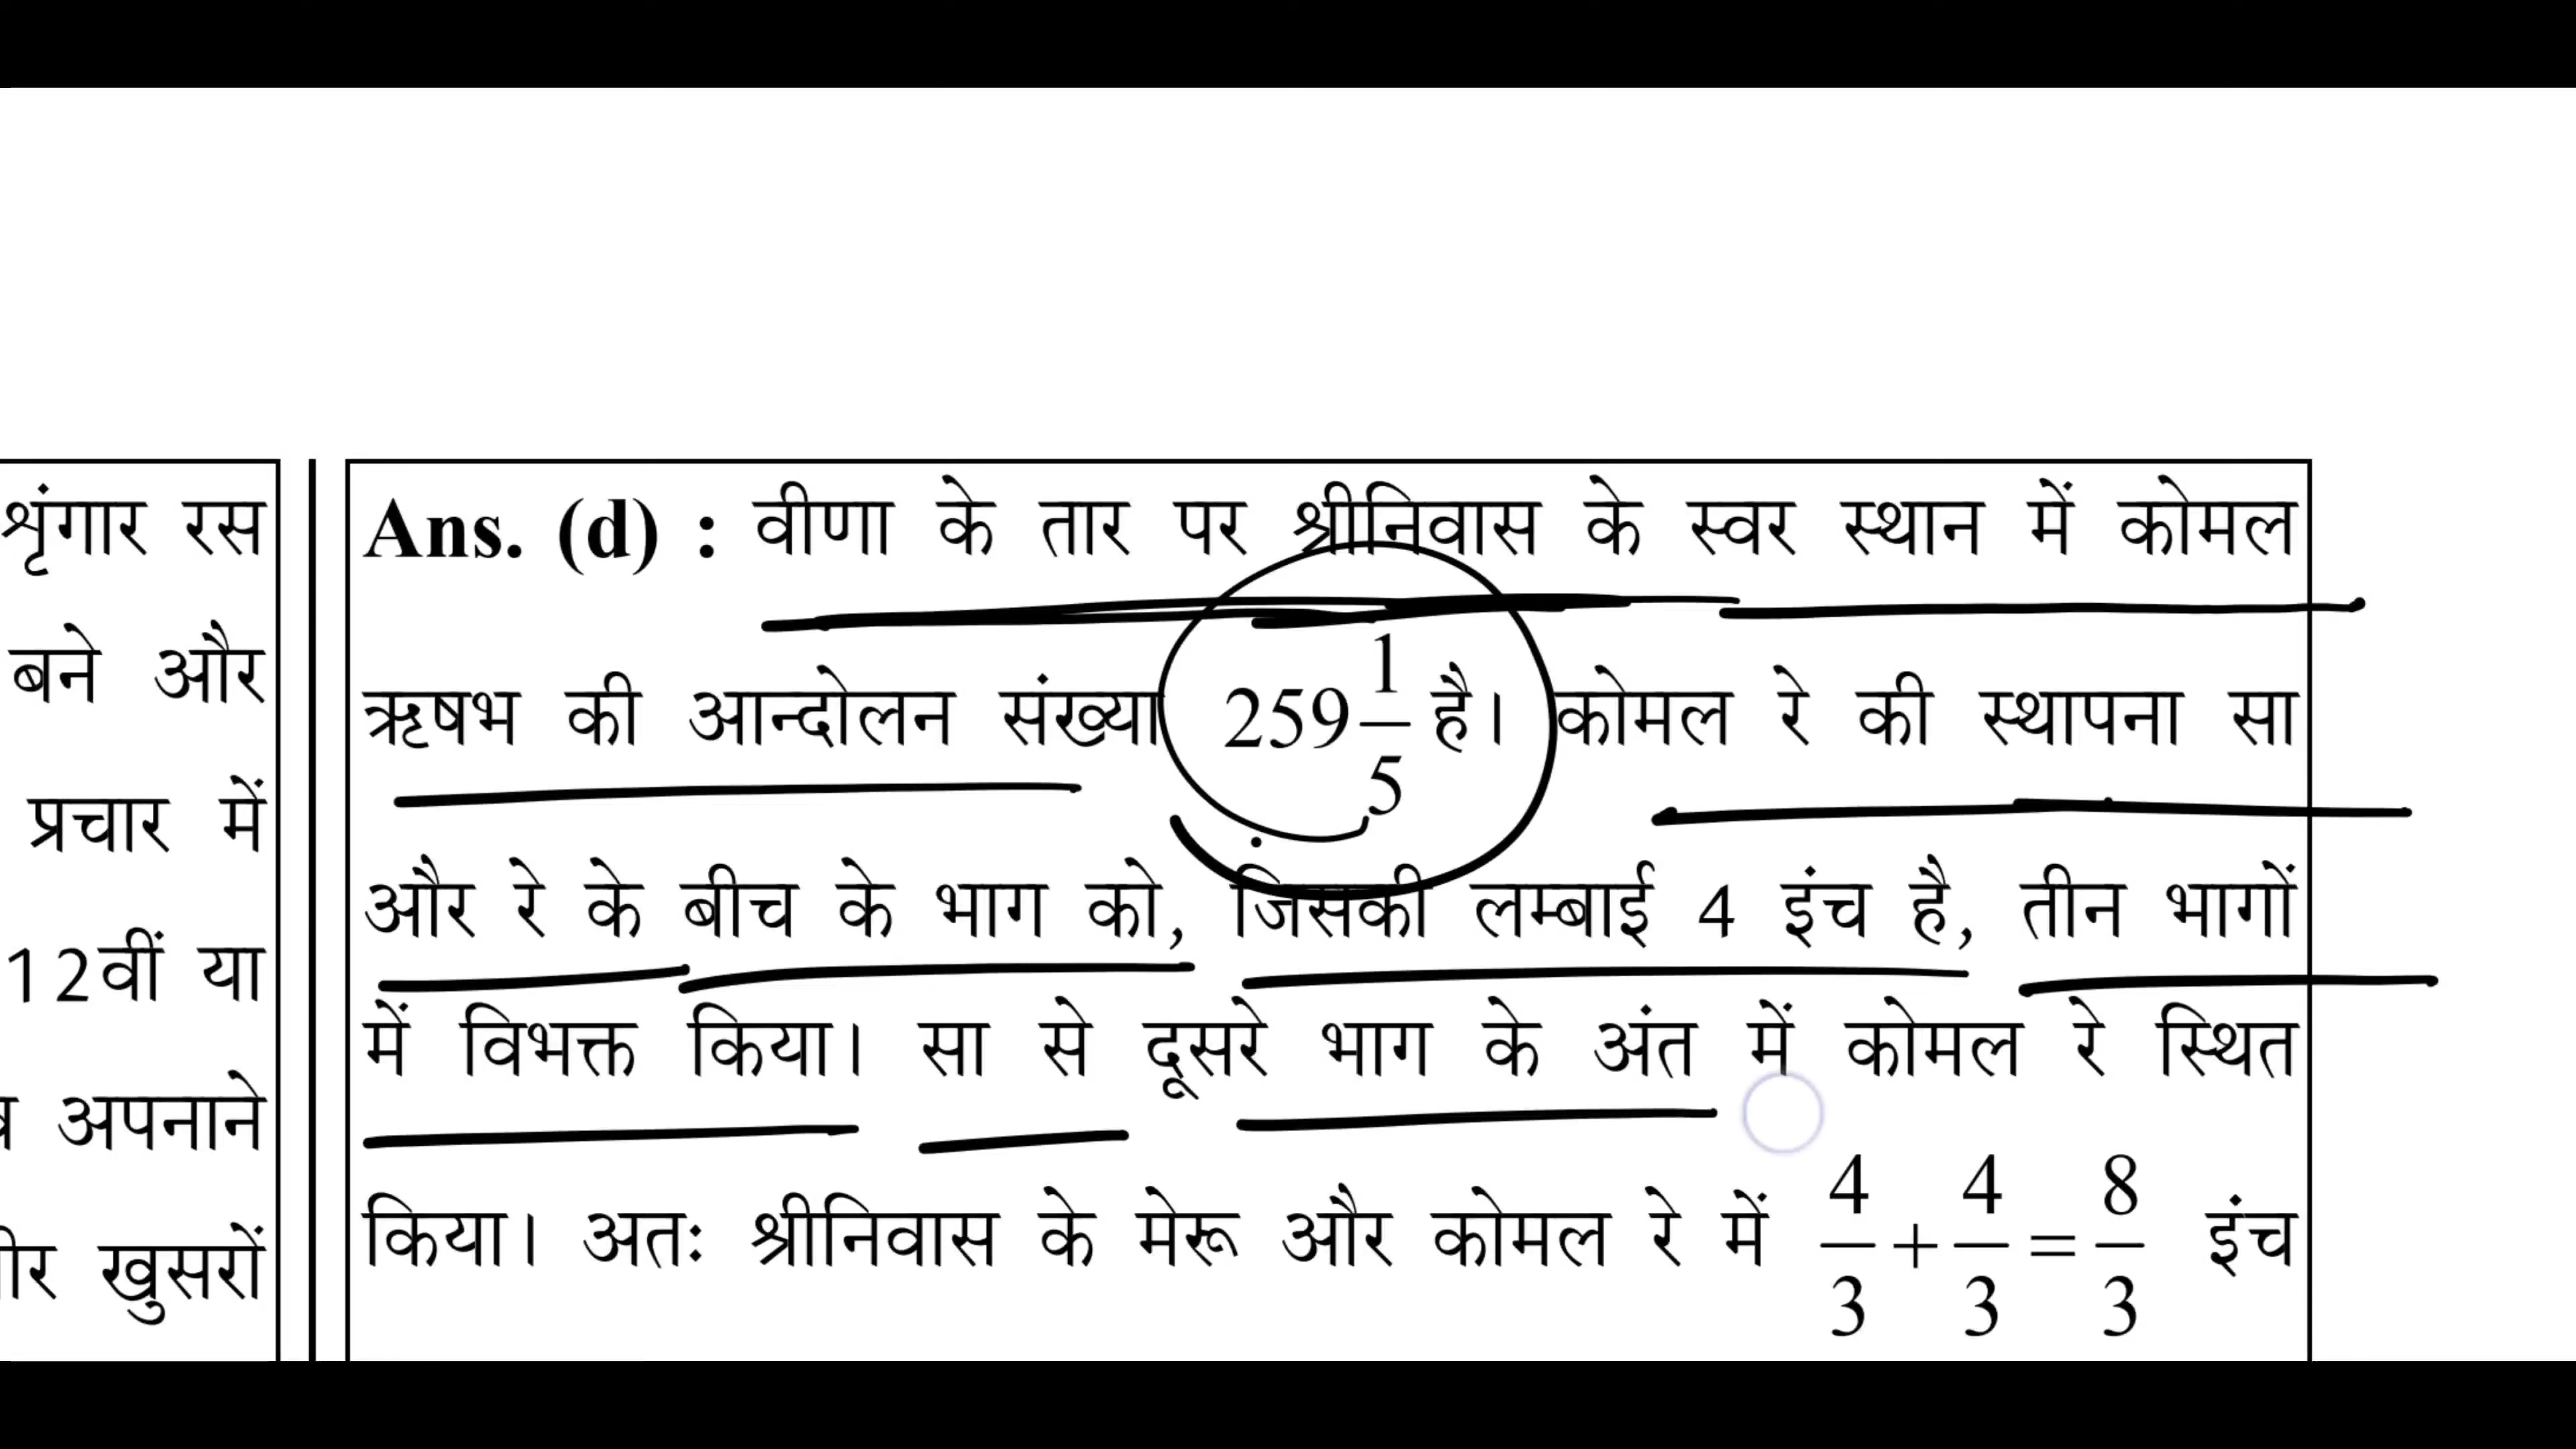 शृंगार रस
बने और
प्रचार में
12वीं या
अपनाने
खुसरों
Ans. (d) : वीणा के तार पर श्रीनिवास के स्वर स्थान में कोमल
ऋषभ की आन्दोलन संख्या 259 1/5 है। कोमल रे की स्थापना सा
और रे के बीच के भाग को, जिसकी लम्बाई 4 इंच है, तीन भागों
में विभक्त किया। सा से दूसरे भाग के अंत में कोमल रे स्थित
किया। अतः श्रीनिवास के मेरू और कोमल रे में 4/3 + 4/3 = 8/3 इंच